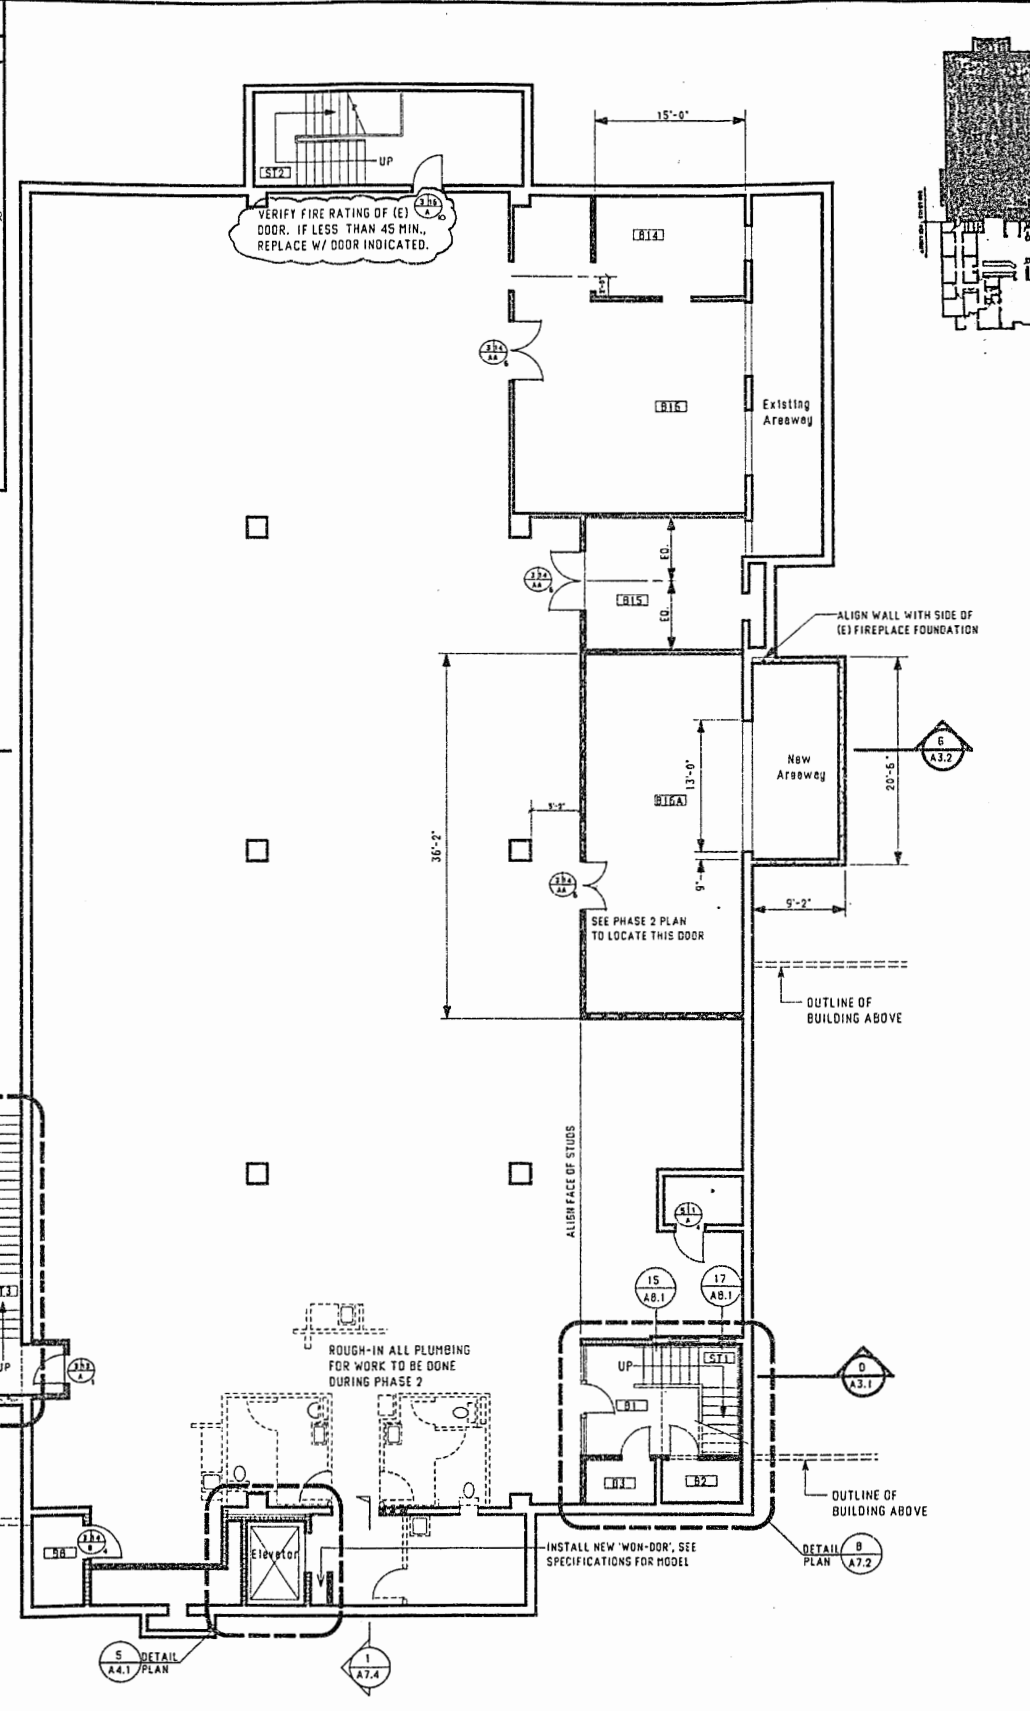 15'-0"
UP
ST2
VERIFY FIRE RATING OF (E)
DOOR. IF LESS THAN 45 MIN.,
REPLACE W/ DOOR INDICATED.
A
B14
AA
B16
Existing
Areaway
EQ.
AA
B15
EQ.
ALIGN WALL WITH SIDE OF
(E) FIREPLACE FOUNDATION
36'-2"
13'-0"
B16A
New
Areaway
20'-6"
A3.2
AA
9"
9'-2"
SEE PHASE 2 PLAN
TO LOCATE THIS DOOR
OUTLINE OF
BUILDING ABOVE
ALIGN FACE OF STUDS
A
15
A8.1
17
A8.1
UP
A
ROUGH-IN ALL PLUMBING
FOR WORK TO BE DONE
DURING PHASE 2
UP
ST1
D
A3.1
B1
B3
B2
OUTLINE OF
BUILDING ABOVE
Elevator
INSTALL NEW 'WON-DOR', SEE
SPECIFICATIONS FOR MODEL
DETAIL
PLAN
A7.2
A4.1
DETAIL
PLAN
1
A7.4